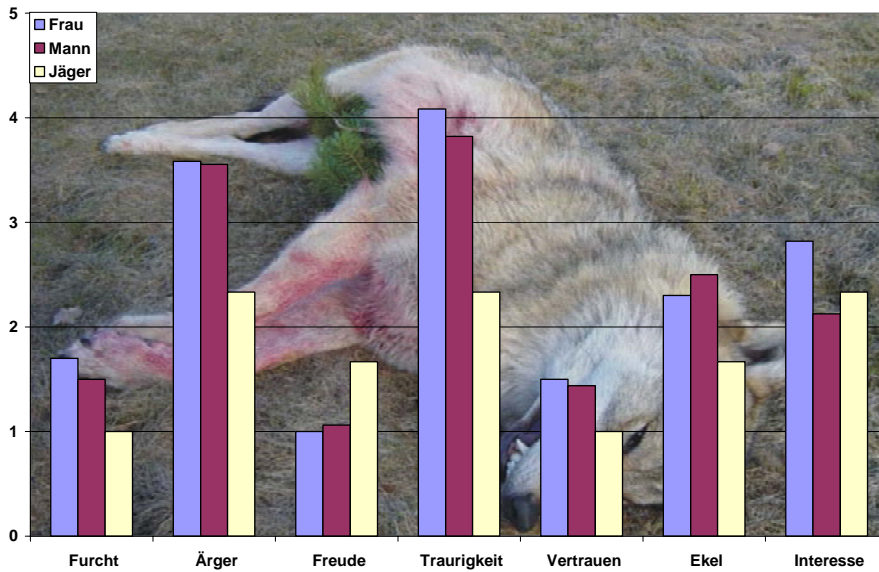 5
4
3
2
1
0
Frau
Mann
Jäger
Furcht Ärger Freude Traurigkeit Vertrauen Ekel Interesse